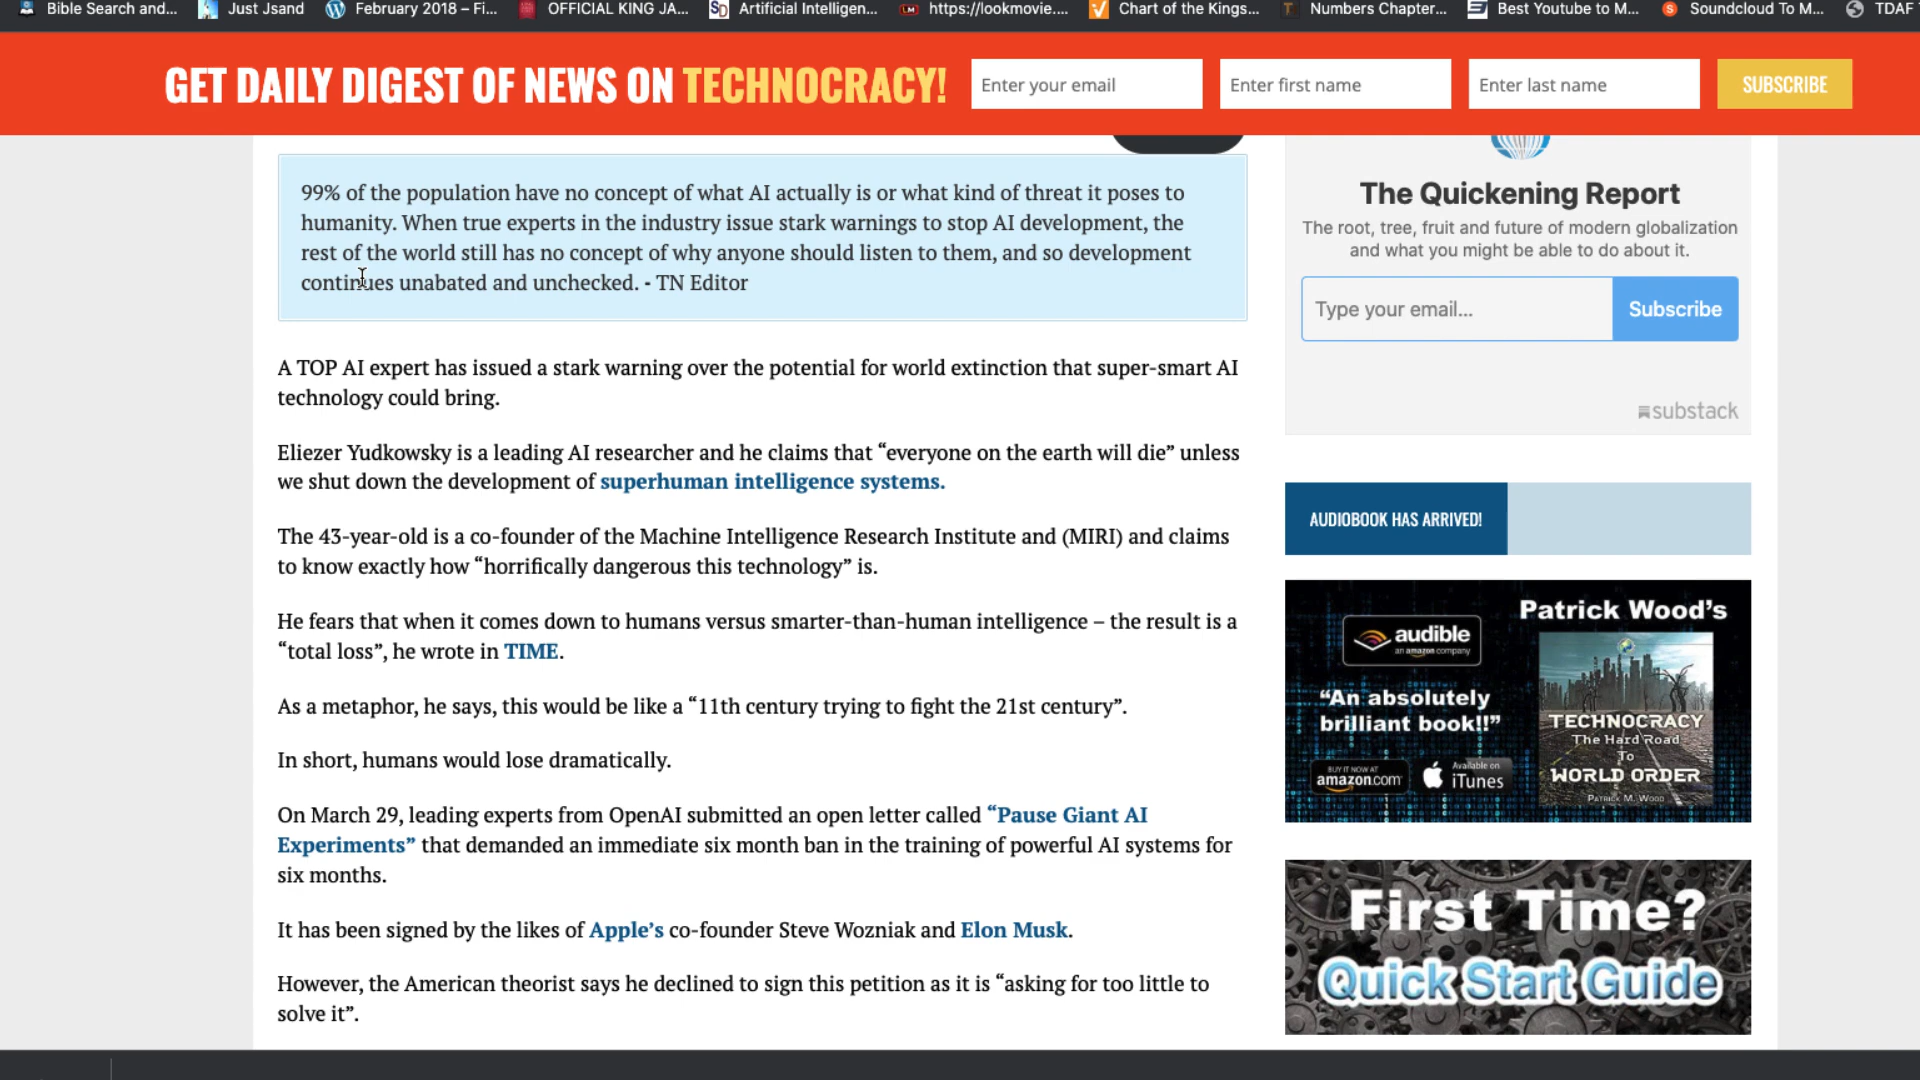 Bible Search and...
Just Jsand
February 2018 – Fi...
OFFICIAL KING JA...
Artificial Intelligen...
https://lookmovie....
Chart of the Kings...
Numbers Chapter...
Best Youtube to M...
Soundcloud To M...
TDAF
GET DAILY DIGEST OF NEWS ON TECHNOCRACY!
Enter your email
Enter first name
Enter last name
SUBSCRIBE
99% of the population have no concept of what AI actually is or what kind of threat it poses to
humanity. When true experts in the industry issue stark warnings to stop AI development, the
rest of the world still has no concept of why anyone should listen to them, and so development
continues unabated and unchecked. - TN Editor
A TOP AI expert has issued a stark warning over the potential for world extinction that super-smart AI
technology could bring.
Eliezer Yudkowsky is a leading AI researcher and he claims that “everyone on the earth will die” unless
we shut down the development of superhuman intelligence systems.
The 43-year-old is a co-founder of the Machine Intelligence Research Institute and (MIRI) and claims
to know exactly how “horrifically dangerous this technology” is.
He fears that when it comes down to humans versus smarter-than-human intelligence – the result is a
“total loss”, he wrote in TIME.
As a metaphor, he says, this would be like a “11th century trying to fight the 21st century”.
In short, humans would lose dramatically.
On March 29, leading experts from OpenAI submitted an open letter called “Pause Giant AI
Experiments” that demanded an immediate six month ban in the training of powerful AI systems for
six months.
It has been signed by the likes of Apple’s co-founder Steve Wozniak and Elon Musk.
However, the American theorist says he declined to sign this petition as it is “asking for too little to
solve it”.
The Quickening Report
The root, tree, fruit and future of modern globalization
and what you might be able to do about it.
Type your email...
Subscribe
substack
AUDIOBOOK HAS ARRIVED!
Patrick Wood's
audible
an amazon company
“An absolutely
brilliant book!!”
BUY IT NOW AT
amazon.com
Available on
iTunes
TECHNOCRACY
The Hard Road
To
WORLD ORDER
PATRICK M. WOOD
First Time?
Quick Start Guide